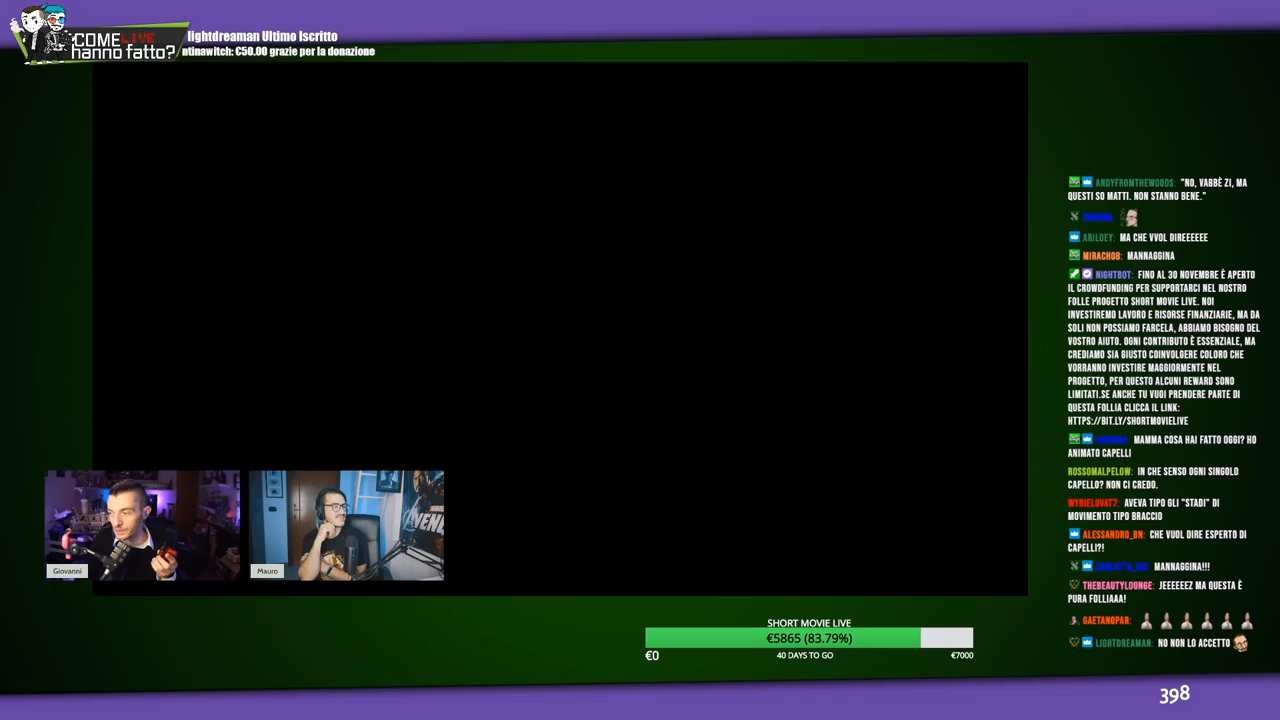 COME LIVE
hanno fatto?
lightdreaman Ultimo Iscritto
ntinawitch: €50.00 grazie per la donazione
ANDYFROMTHEWOODS: "NO, VABBÈ ZI, MA
QUESTI SO MATTI. NON STANNO BENE."
ARILOEY: MA CHE VVOL DIREEEEEE
MIRACHO8: MANNAGGINA
NIGHTBOT: FINO AL 30 NOVEMBRE È APERTO
IL CROWDFUNDING PER SUPPORTARCI NEL NOSTRO
FOLLE PROGETTO SHORT MOVIE LIVE. NOI
INVESTIREMO LAVORO E RISORSE FINANZIARIE, MA DA
SOLI NON POSSIAMO FARCELA, ABBIAMO BISOGNO DEL
VOSTRO AIUTO. OGNI CONTRIBUTO È ESSENZIALE, MA
CREDIAMO SIA GIUSTO COINVOLGERE COLORO CHE
VORRANNO INVESTIRE MAGGIORMENTE NEL
PROGETTO, PER QUESTO ALCUNI REWARD SONO
LIMITATI.SE ANCHE TU VUOI PRENDERE PARTE DI
QUESTA FOLLIA CLICCA IL LINK:
HTTPS://BIT.LY/SHORTMOVIELIVE
MAMMA COSA HAI FATTO OGGI? HO
ANIMATO CAPELLI
ROSSOMALPELOW: IN CHE SENSO OGNI SINGOLO
CAPELLO? NON CI CREDO.
WYBIELOVAT7: AVEVA TIPO GLI "STADI" DI
MOVIMENTO TIPO BRACCIO
ALESSANDRO_BN: CHE VUOL DIRE ESPERTO DI
CAPELLI?!
MANNAGGINA!!!
THEBEAUTYLOUNGE: JEEEEEZ MA QUESTA È
PURA FOLLIAAA!
GAETANOPAR:
LIGHTDREAMAN: NO NON LO ACCETTO
Giovanni
Mauro
SHORT MOVIE LIVE
€5865 (83.79%)
€0
40 DAYS TO GO
€7000
398